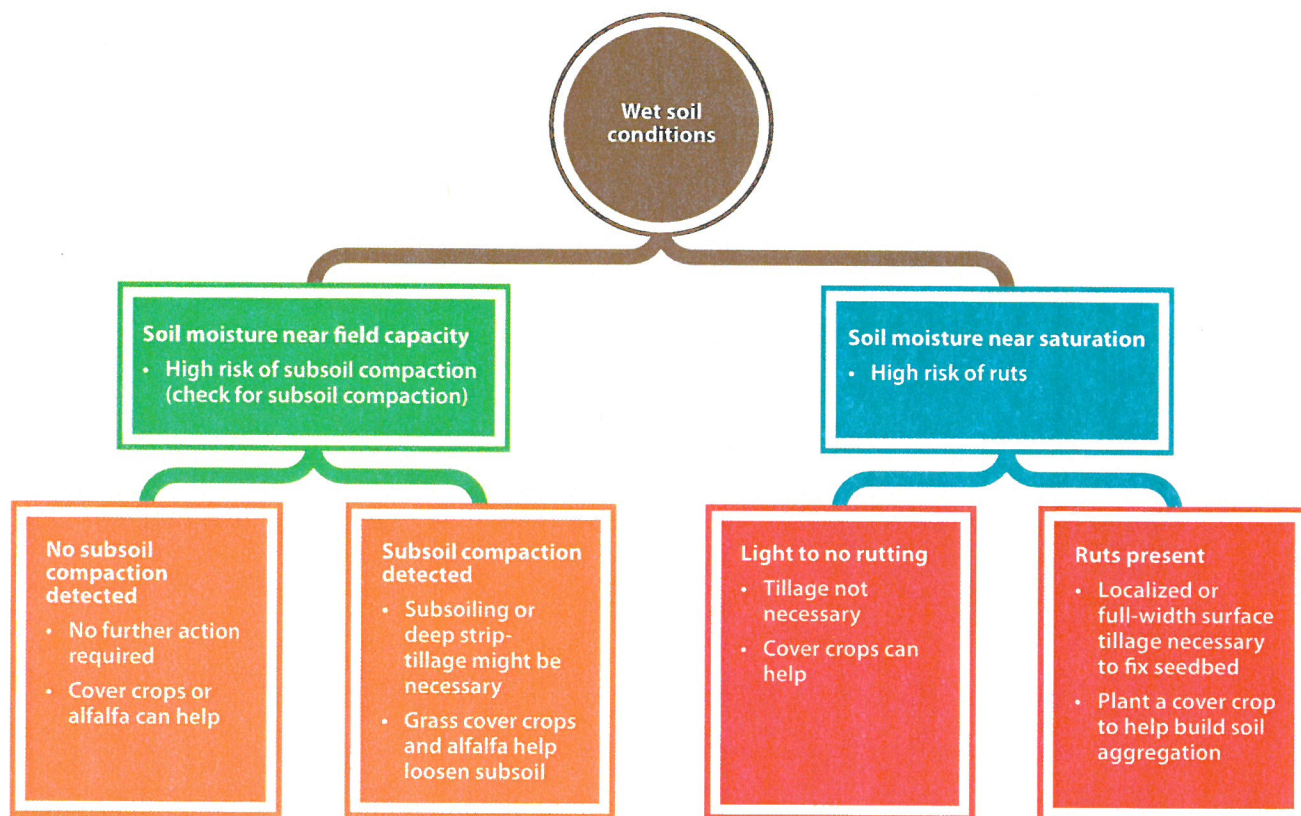 Wet soil
conditions
Soil moisture near field capacity
• High risk of subsoil compaction
(check for subsoil compaction)
Soil moisture near saturation
• High risk of ruts
No subsoil
compaction
detected
• No further action
required
• Cover crops or
alfalfa can help
Subsoil compaction
detected
• Subsoiling or
deep strip-
tillage might be
necessary
• Grass cover crops
and alfalfa help
loosen subsoil
Light to no rutting
• Tillage not
necessary
• Cover crops can
help
Ruts present
• Localized or
full-width surface
tillage necessary
to fix seedbed
• Plant a cover crop
to help build soil
aggregation